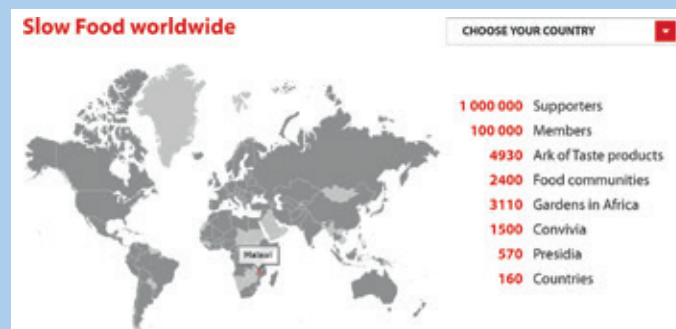 Slow Food worldwide
CHOOSE YOUR COUNTRY
1 000 000 Supporters
100 000 Members
4930 Ark of Taste products
2400 Food communities
3110 Gardens in Africa
1500 Convivia
570 Presidia
160 Countries
Malawi